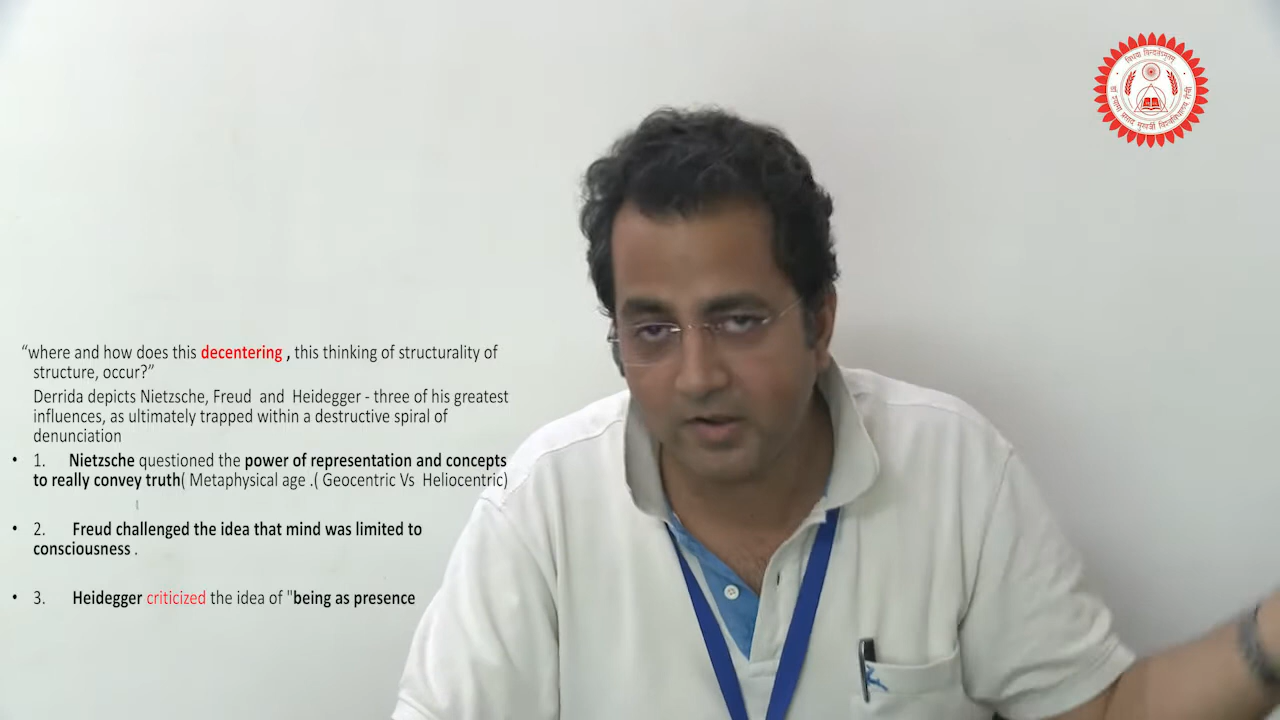 “where and how does this decentering , this thinking of structurality of
structure, occur?”
Derrida depicts Nietzsche, Freud and Heidegger - three of his greatest
influences, as ultimately trapped within a destructive spiral of
denunciation
• 1. Nietzsche questioned the power of representation and concepts
to really convey truth( Metaphysical age .( Geocentric Vs Heliocentric)
• 2. Freud challenged the idea that mind was limited to
consciousness .
• 3. Heidegger criticized the idea of "being as presence